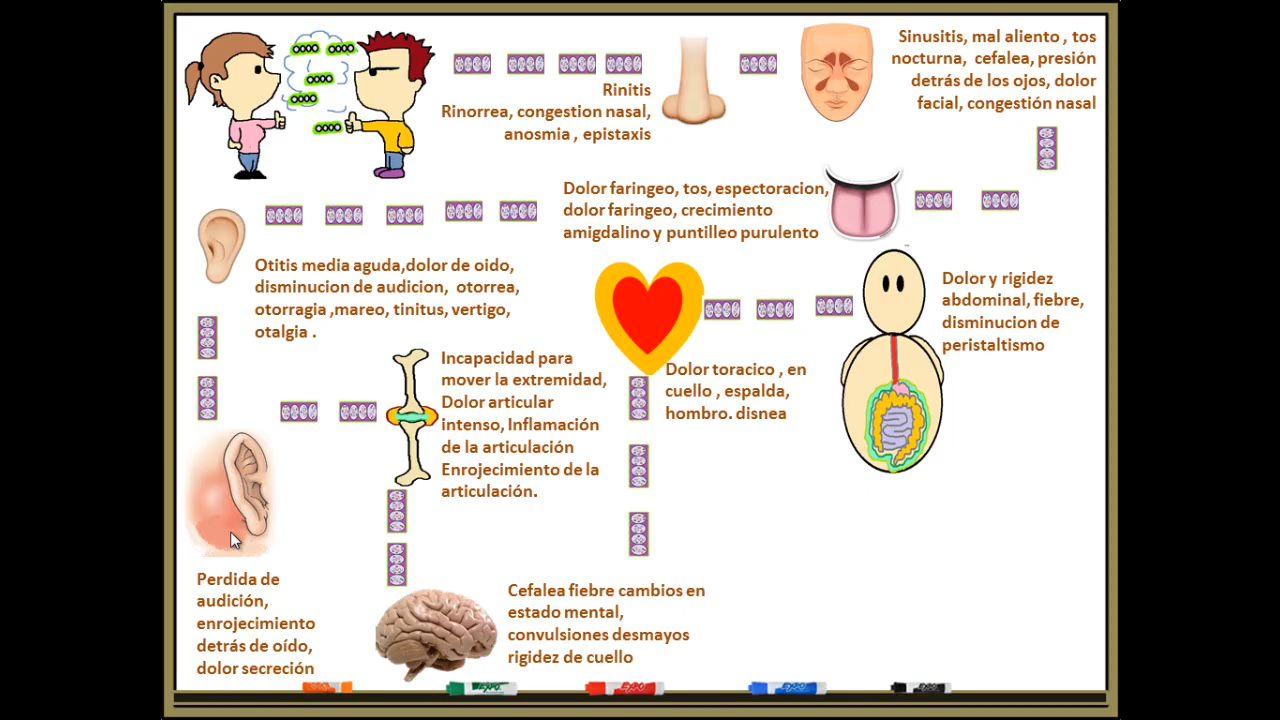 Rinitis
Rinorrea, congestion nasal,
anosmia , epistaxis
Sinusitis, mal aliento , tos
nocturna, cefalea, presión
detrás de los ojos, dolor
facial, congestión nasal
Dolor faringeo, tos, espectoracion,
dolor faringeo, crecimiento
amigdalino y puntilleo purulento
Otitis media aguda,dolor de oido,
disminucion de audicion, otorrea,
otorragia ,mareo, tinitus, vertigo,
otalgia .
Dolor y rigidez
abdominal, fiebre,
disminucion de
peristaltismo
Incapacidad para
mover la extremidad,
Dolor articular
intenso, Inflamación
de la articulación
Enrojecimiento de la
articulación.
Dolor toracico , en
cuello , espalda,
hombro. disnea
Perdida de
audición,
enrojecimiento
detrás de oído,
dolor secreción
Cefalea fiebre cambios en
estado mental,
convulsiones desmayos
rigidez de cuello
EXPO
EXPO
EXPO
EXPO